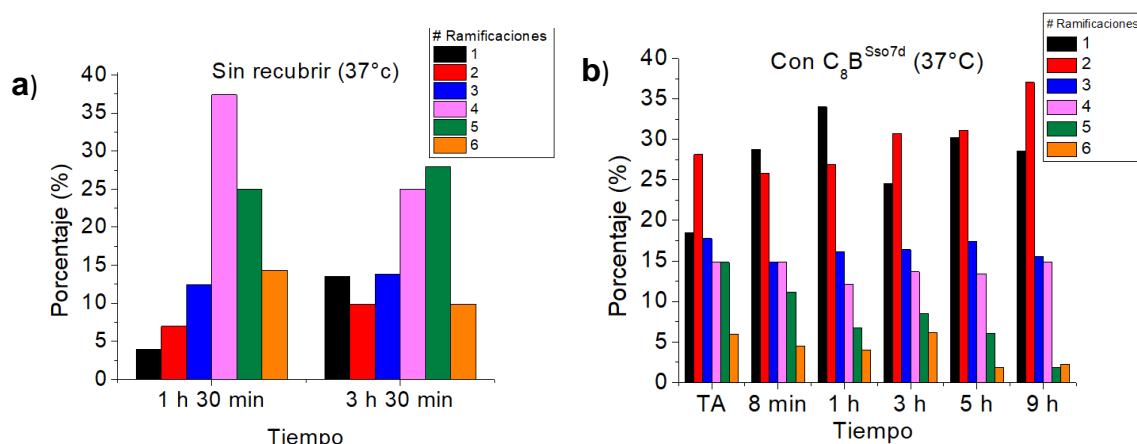 a)
Sin recubrir (37°c)
# Ramificaciones
1
2
3
4
5
6
Porcentaje (%)
40
35
30
25
20
15
10
5
0
1 h 30 min
3 h 30 min
Tiempo
b)
Con C₈B^Sso7d (37°C)
# Ramificaciones
1
2
3
4
5
6
Porcentaje (%)
40
35
30
25
20
15
10
5
0
TA
8 min
1 h
3 h
5 h
9 h
Tiempo